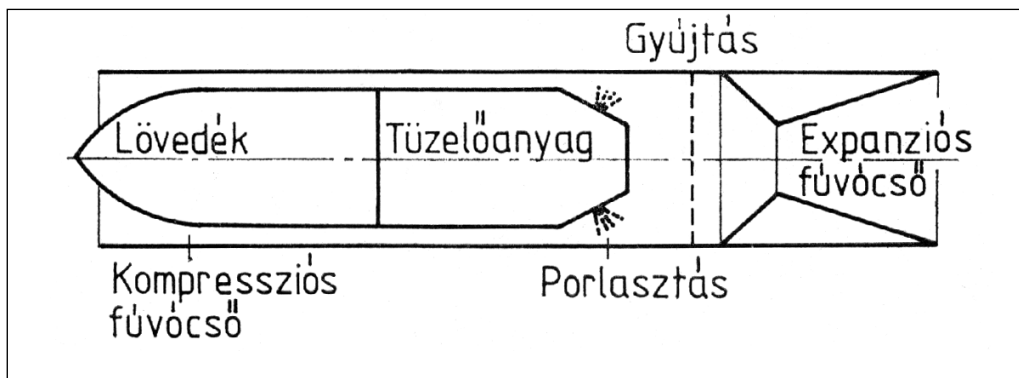 Gyújtás
Lövedék
Tüzelőanyag
Expanziós
fúvócső
Kompressziós
fúvócső
Porlasztás